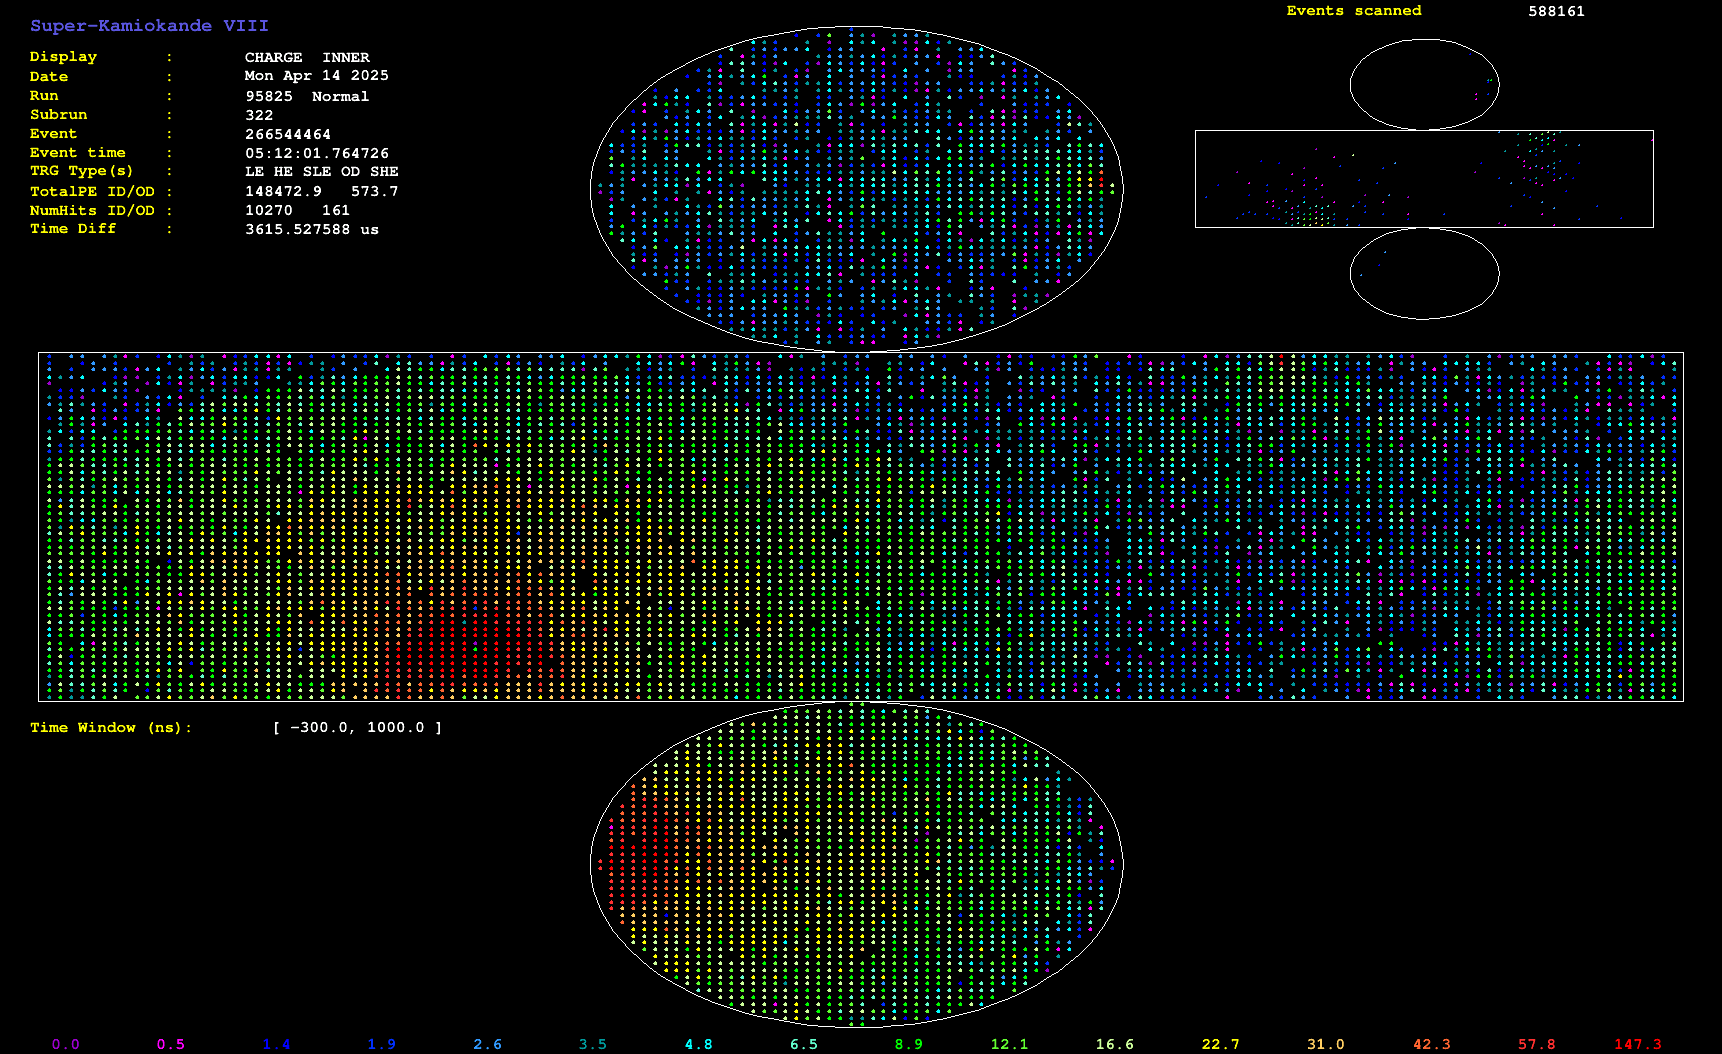 Super-Kamiokande VIII
Display : CHARGE INNER
Date : Mon Apr 14 2025
Run : 95825 Normal
Subrun : 322
Event : 266544464
Event time : 05:12:01.764726
TRG Type(s) : LE HE SLE OD SHE
TotalPE ID/OD : 148472.9 573.7
NumHits ID/OD : 10270 161
Time Diff : 3615.527588 us
Events scanned 588161
Time Window (ns): [ -300.0, 1000.0 ]
0.0 0.5 1.4 1.9 2.6 3.5 4.8 6.5 8.9 12.1 16.6 22.7 31.0 42.3 57.8 147.3